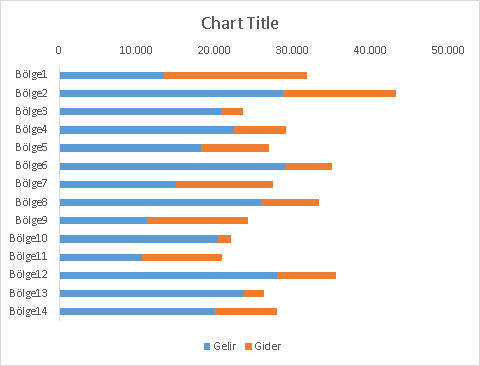 Chart Title
0 10.000 20.000 30.000 40.000 50.000
Bölge1
Bölge2
Bölge3
Bölge4
Bölge5
Bölge6
Bölge7
Bölge8
Bölge9
Bölge10
Bölge11
Bölge12
Bölge13
Bölge14
Gelir Gider